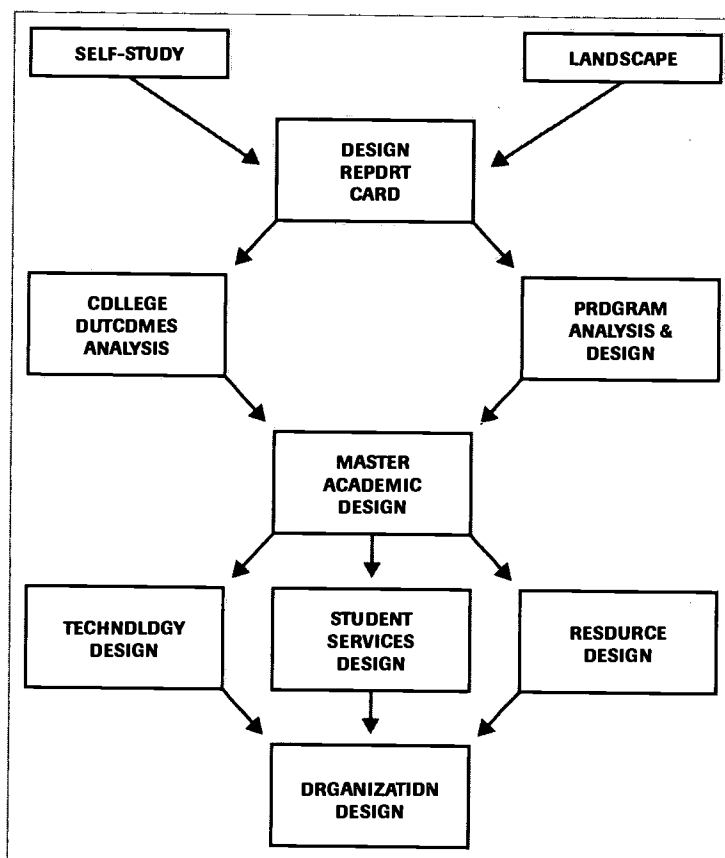 SELF-STUDY
LANDSCAPE
DESIGN
REPDRT
CARD
CDLLEGE
DUTCDMES
ANALYSIS
PRDGRAM
ANALYSIS &
DESIGN
MASTER
ACADEMIC
DESIGN
TECHNDLDGY
DESIGN
STUDENT
SERVICES
DESIGN
RESDURCE
DESIGN
DRGANIZATIDN
DESIGN